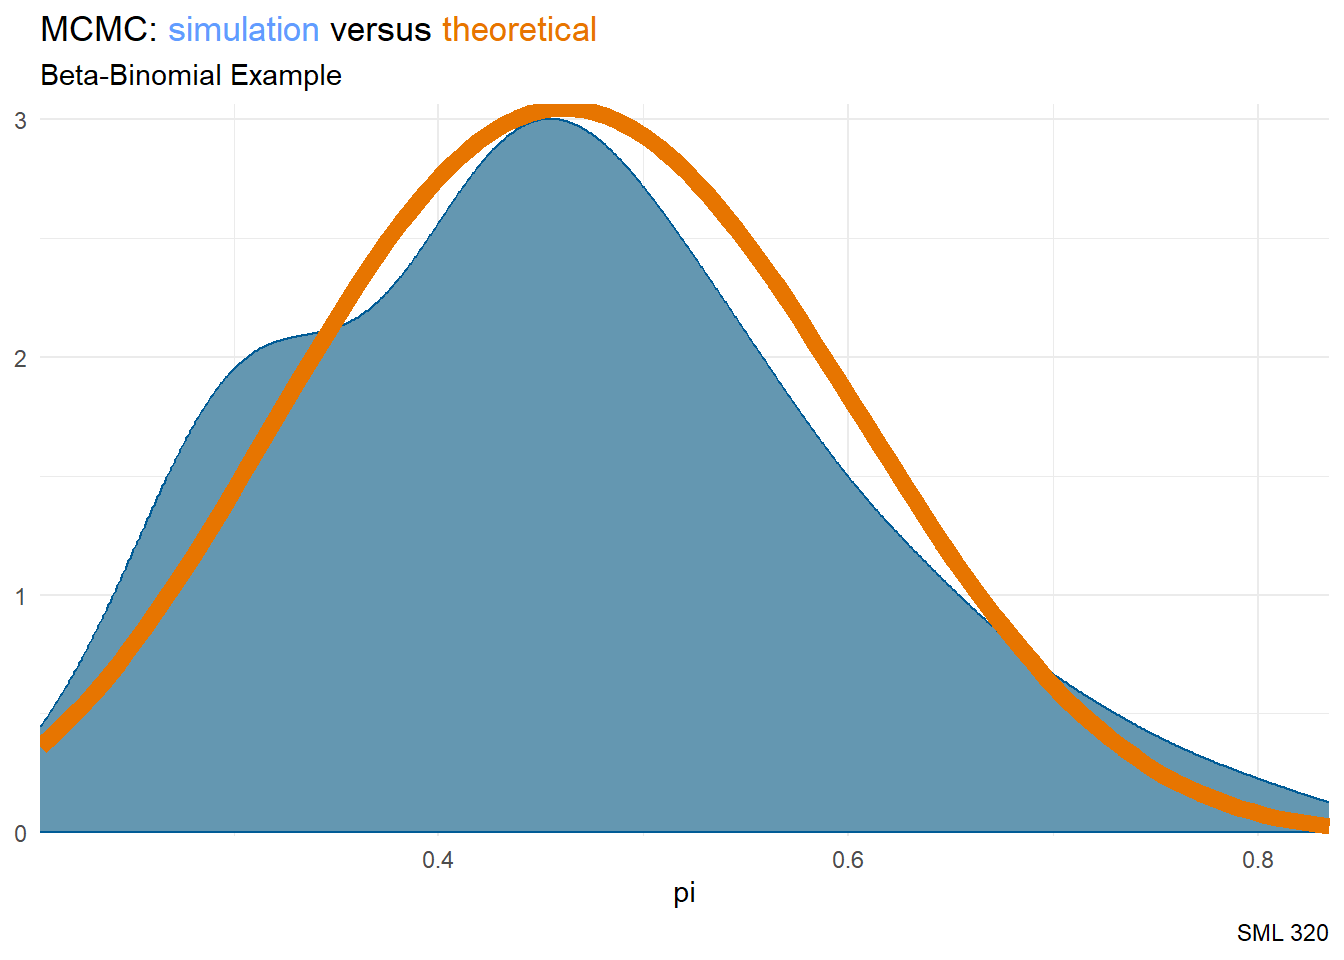 MCMC: simulation versus theoretical
Beta-Binomial Example
3
2
1
0
0.4 0.6 0.8
pi
SML 320